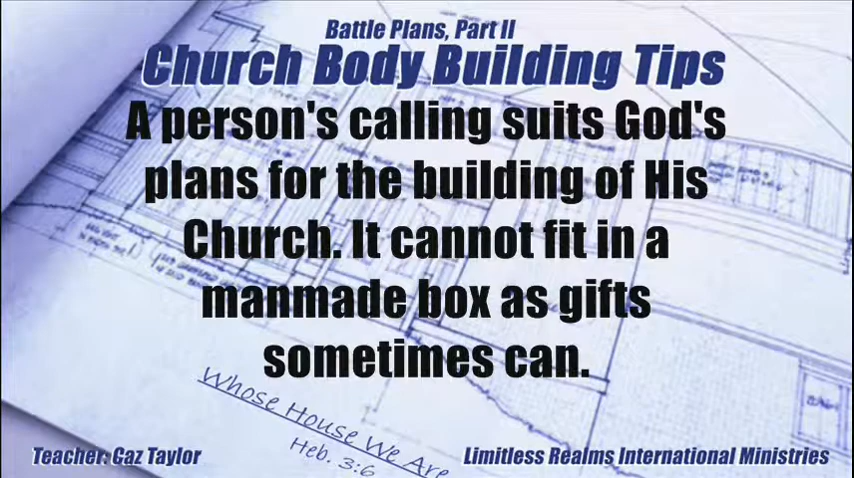 Battle Plans, Part II
Church Body Building Tips
A person's calling suits God's
plans for the building of His
Church. It cannot fit in a
manmade box as gifts
sometimes can.
Whose House We Are
Heb. 3:6
Teacher: Caz Taylor
Limitless Realms International Ministries